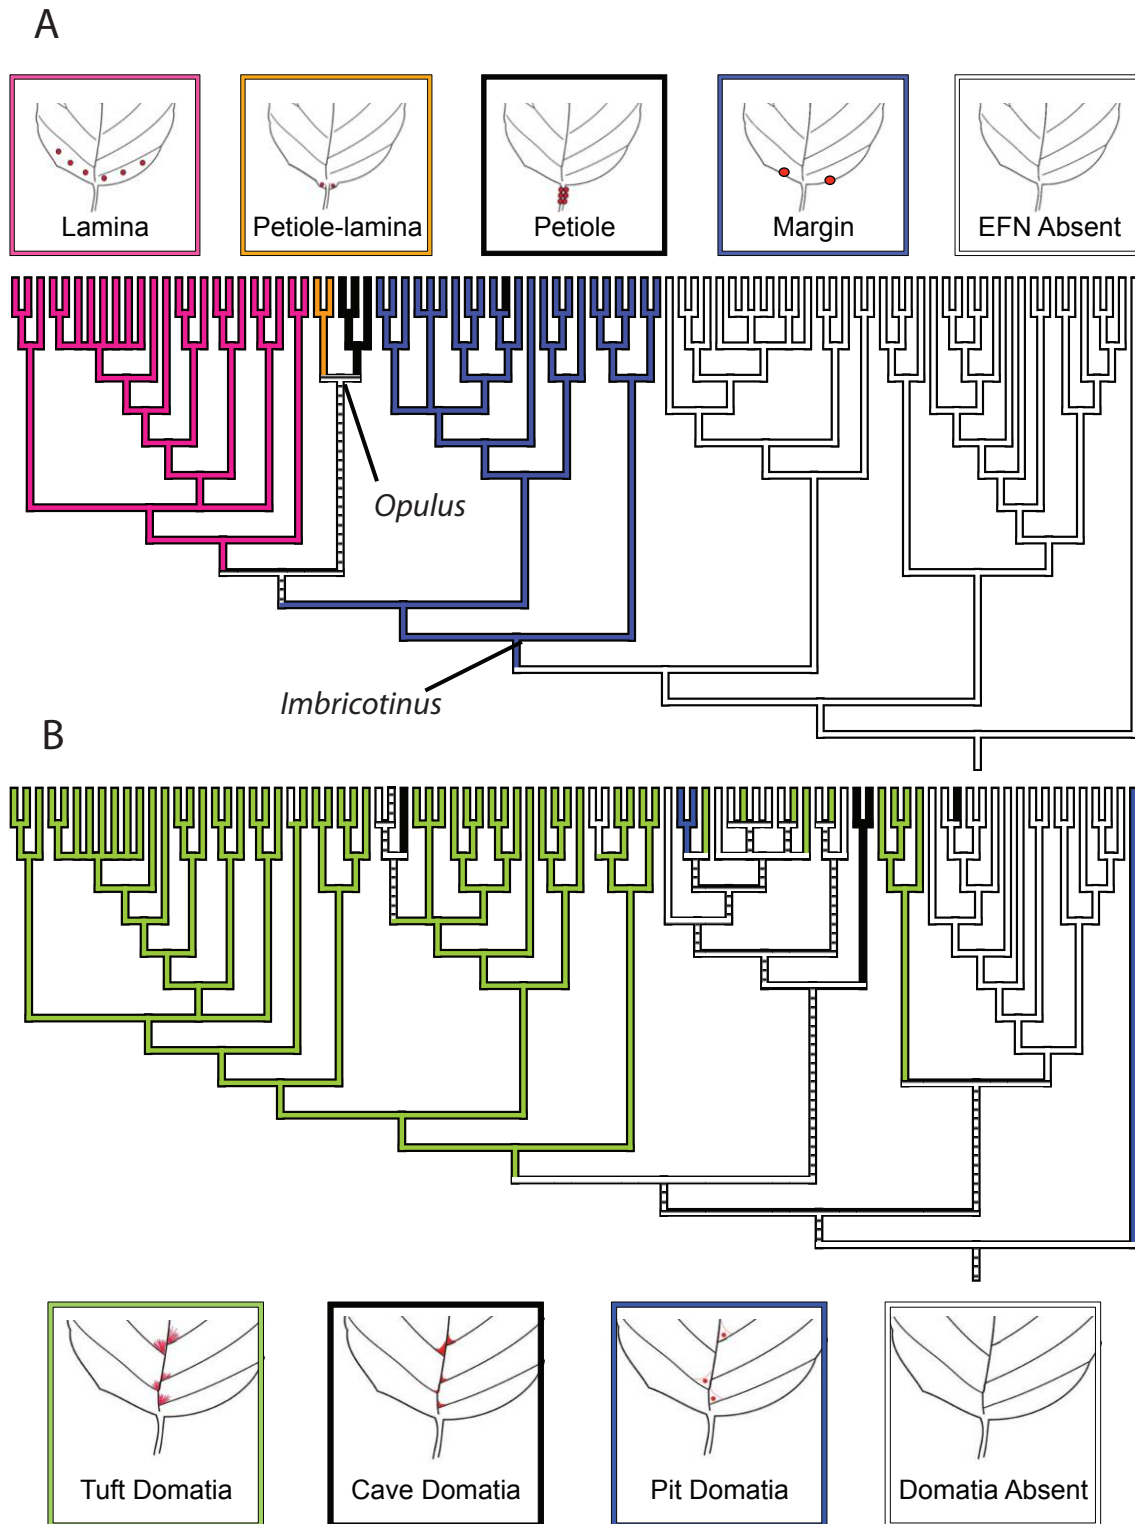 A
Lamina
Petiole-lamina
Petiole
Margin
EFN Absent
Opulus
Imbricotinus
B
Tuft Domatia
Cave Domatia
Pit Domatia
Domatia Absent